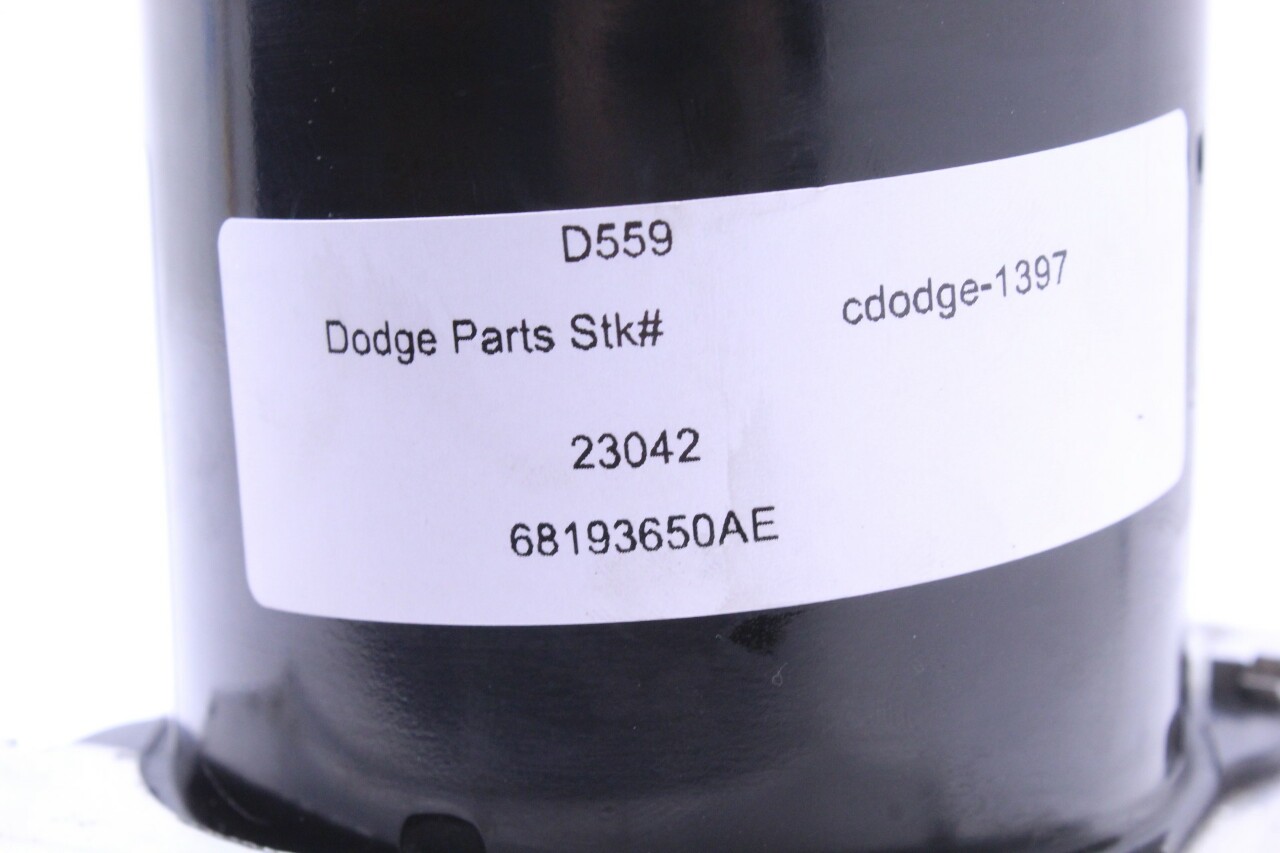 D559
Dodge Parts Stk#
cdodge-1397
23042
68193650AE